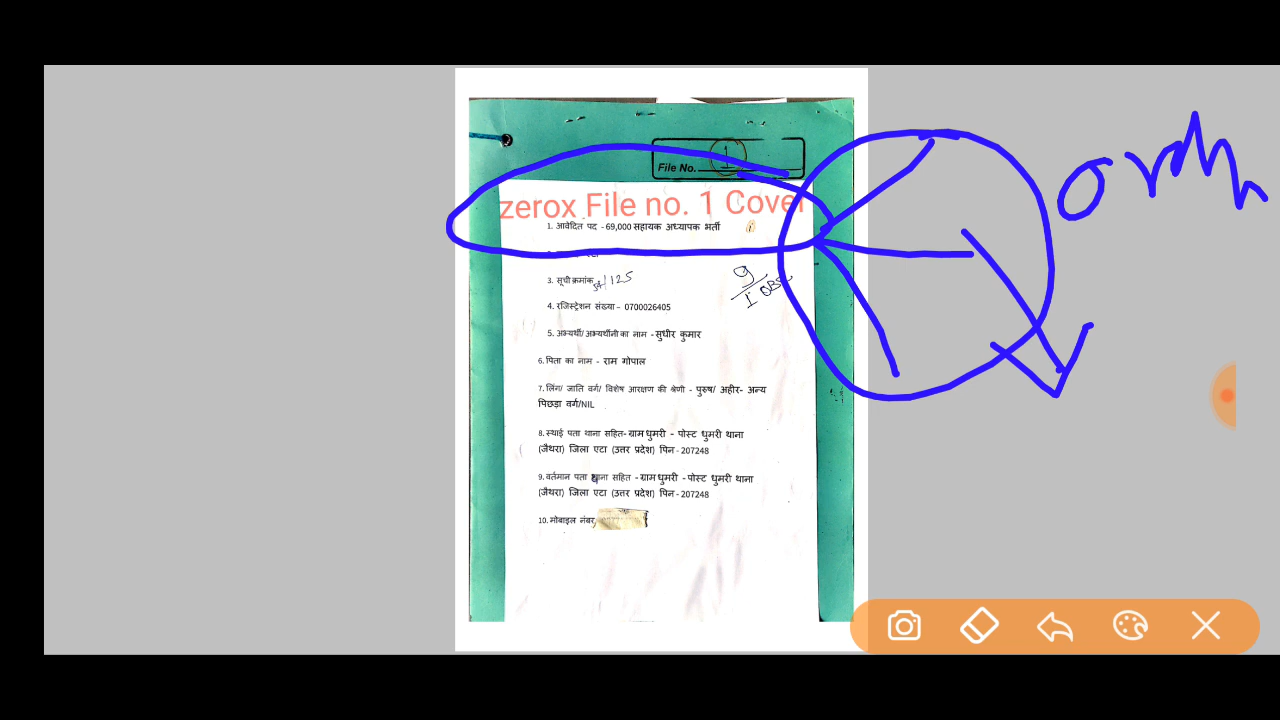 1
File No.
zerox File no. 1 Cover
1. आवेदित पद - 69,000 सहायक अध्यापक भर्ती
3. सूची क्रमांक /125
9
I OBC
4. रजिस्ट्रेशन संख्या - 0700026405
5. अभ्यर्थी/ अभ्यर्थीनी का नाम - सुधीर कुमार
6. पिता का नाम - राम गोपाल
7. लिंग/ जाति वर्ग/ विशेष आरक्षण की श्रेणी - पुरुष/ अहीर- अन्य
पिछड़ा वर्ग/NIL
8. स्थाई पता थाना सहित- ग्राम धुमरी - पोस्ट धुमरी थाना
(जैथरा) जिला एटा (उत्तर प्रदेश) पिन - 207248
9. वर्तमान पता थाना सहित - ग्राम धुमरी - पोस्ट धुमरी थाना
(जैथरा) जिला एटा (उत्तर प्रदेश) पिन - 207248
10. मोबाइल नंबर